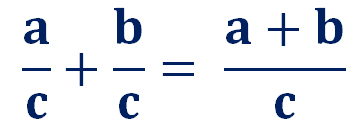 a/c + b/c = (a + b)/c